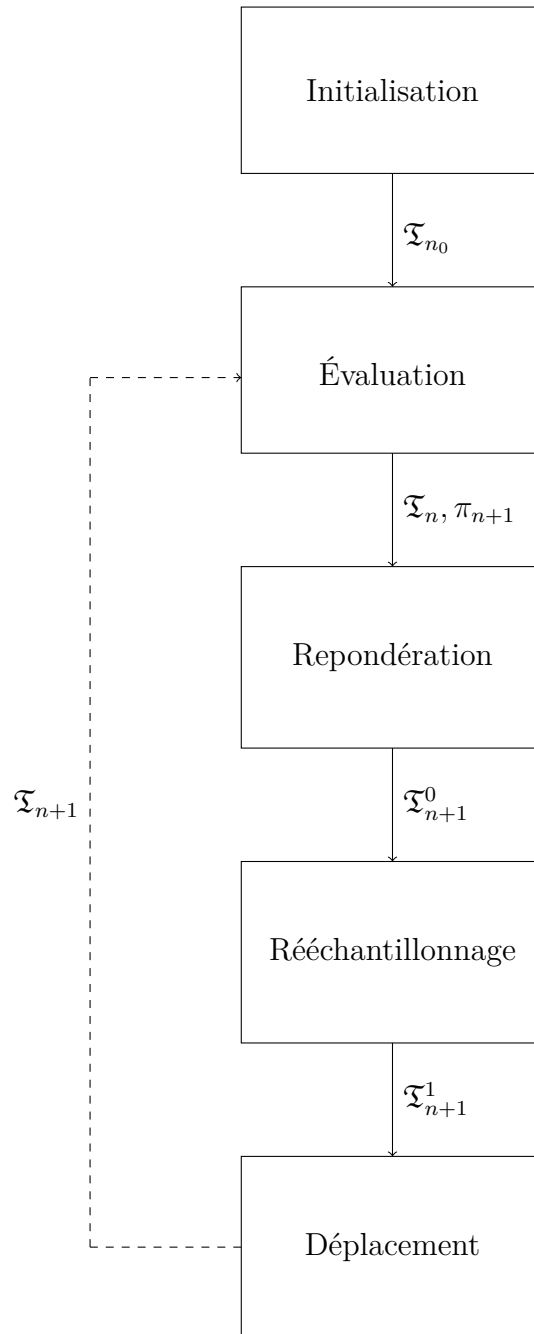 Initialisation
𝔗_{n_0}
Évaluation
𝔗_n, π_{n+1}
Repondération
𝔗_{n+1}
𝔗^0_{n+1}
Rééchantillonnage
𝔗^1_{n+1}
Déplacement